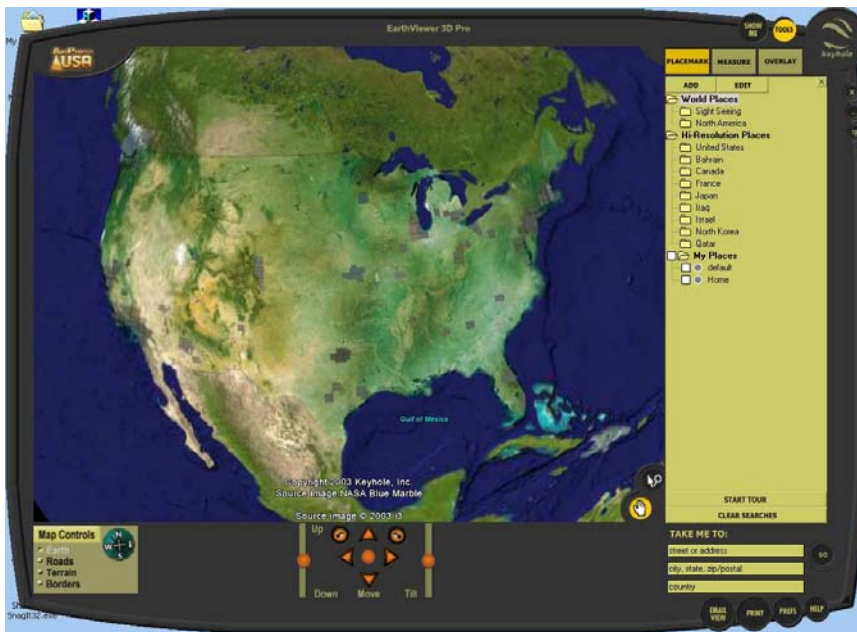 EarthViewer 3D Pro
SHOW ME
TOOLS
keyhole
USA
PLACEMARK MEASURE OVERLAY
ADD EDIT
World Places
Sight Seeing
North America
Hi-Resolution Places
United States
Bahrain
Canada
France
Japan
Iraq
Israel
North Korea
Qatar
My Places
default
Home
Gulf of Mexico
Copyright 2003 Keyhole, Inc.
Source image NASA Blue Marble
Source image © 2003 i3
START TOUR
CLEAR SEARCHES
Map Controls
Earth
Roads
Terrain
Borders
N
W E
S
Up
Down Move Tilt
TAKE ME TO:
street or address
GO
city, state, zip/postal
country
EMAIL VIEW
PRINT
PREFS
HELP
SnagIt32.exe